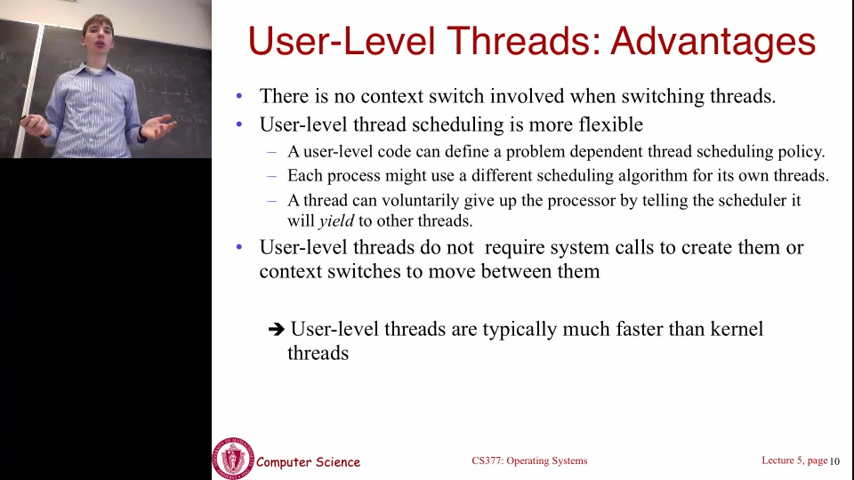 User-Level Threads: Advantages
• There is no context switch involved when switching threads.
• User-level thread scheduling is more flexible
– A user-level code can define a problem dependent thread scheduling policy.
– Each process might use a different scheduling algorithm for its own threads.
– A thread can voluntarily give up the processor by telling the scheduler it
will yield to other threads.
• User-level threads do not require system calls to create them or
context switches to move between them
➔ User-level threads are typically much faster than kernel
threads
Computer Science
CS377: Operating Systems
Lecture 5, page 10